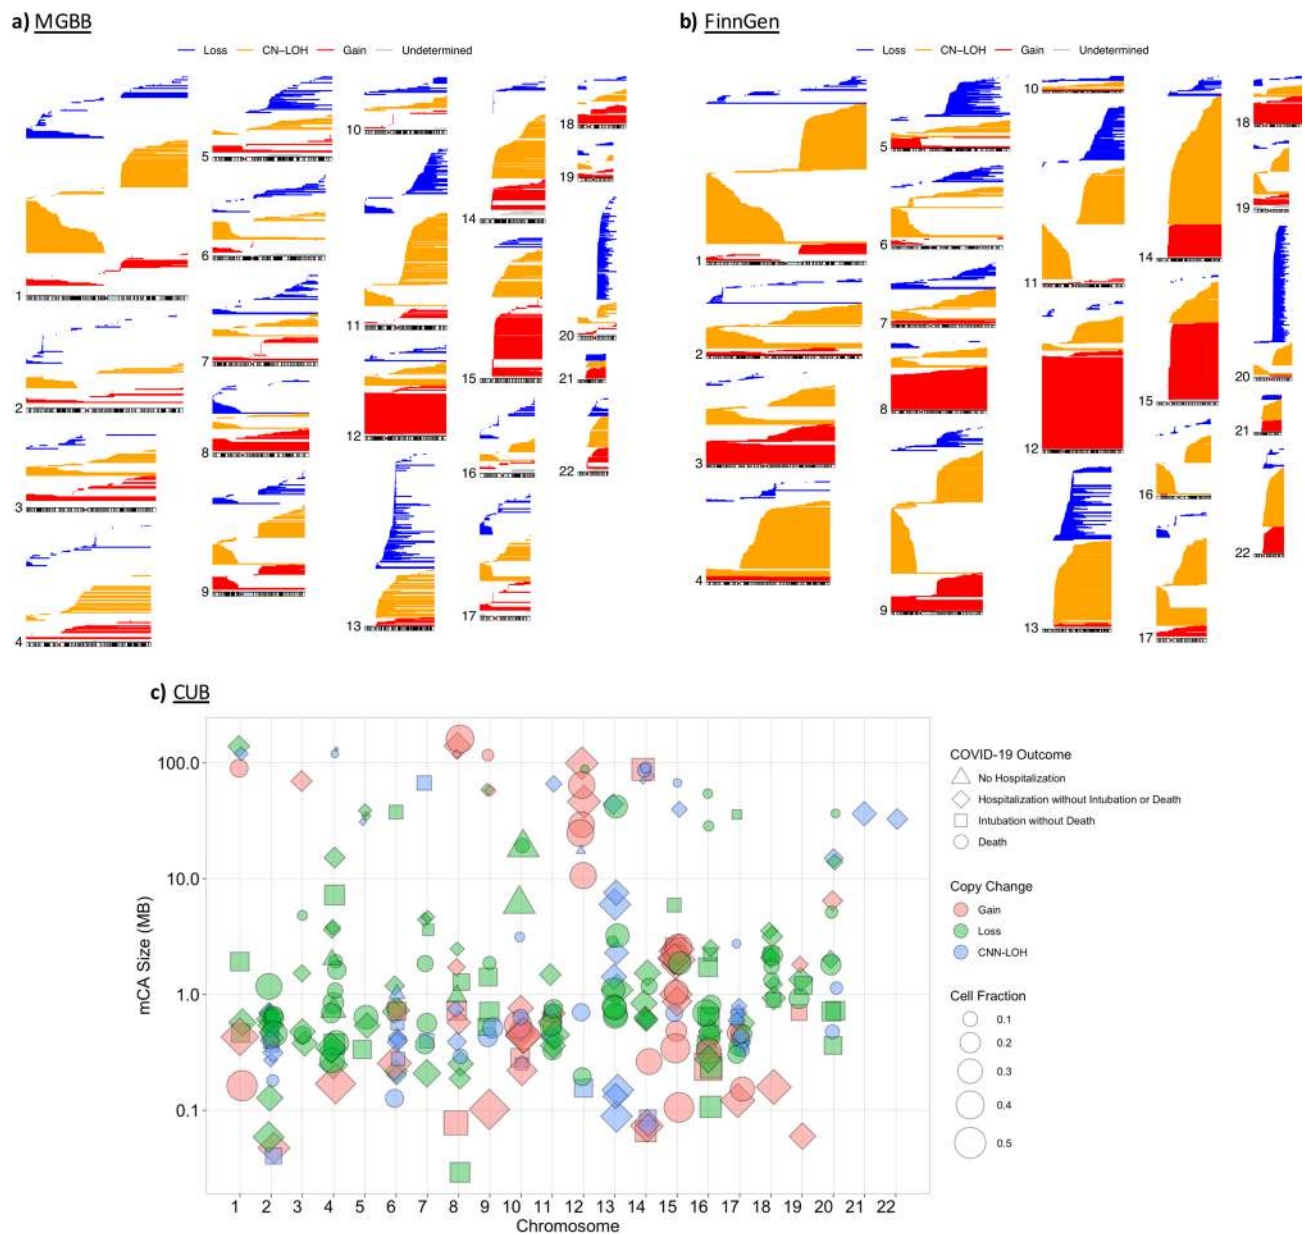 a) MGBB
Loss CN-LOH Gain Undetermined
1
2
3
4
5
6
7
8
9
10
11
12
13
14
15
16
17
18
19
20
21
22
b) FinnGen
Loss CN-LOH Gain Undetermined
1
2
3
4
5
6
7
8
9
10
11
12
13
14
15
16
17
18
19
20
21
22
c) CUB
mCA Size (MB)
100.0
10.0
1.0
0.1
1 2 3 4 5 6 7 8 9 10 11 12 13 14 15 16 17 18 19 20 21 22
Chromosome
COVID-19 Outcome
No Hospitalization
Hospitalization without Intubation or Death
Intubation without Death
Death
Copy Change
Gain
Loss
CNN-LOH
Cell Fraction
0.1
0.2
0.3
0.4
0.5